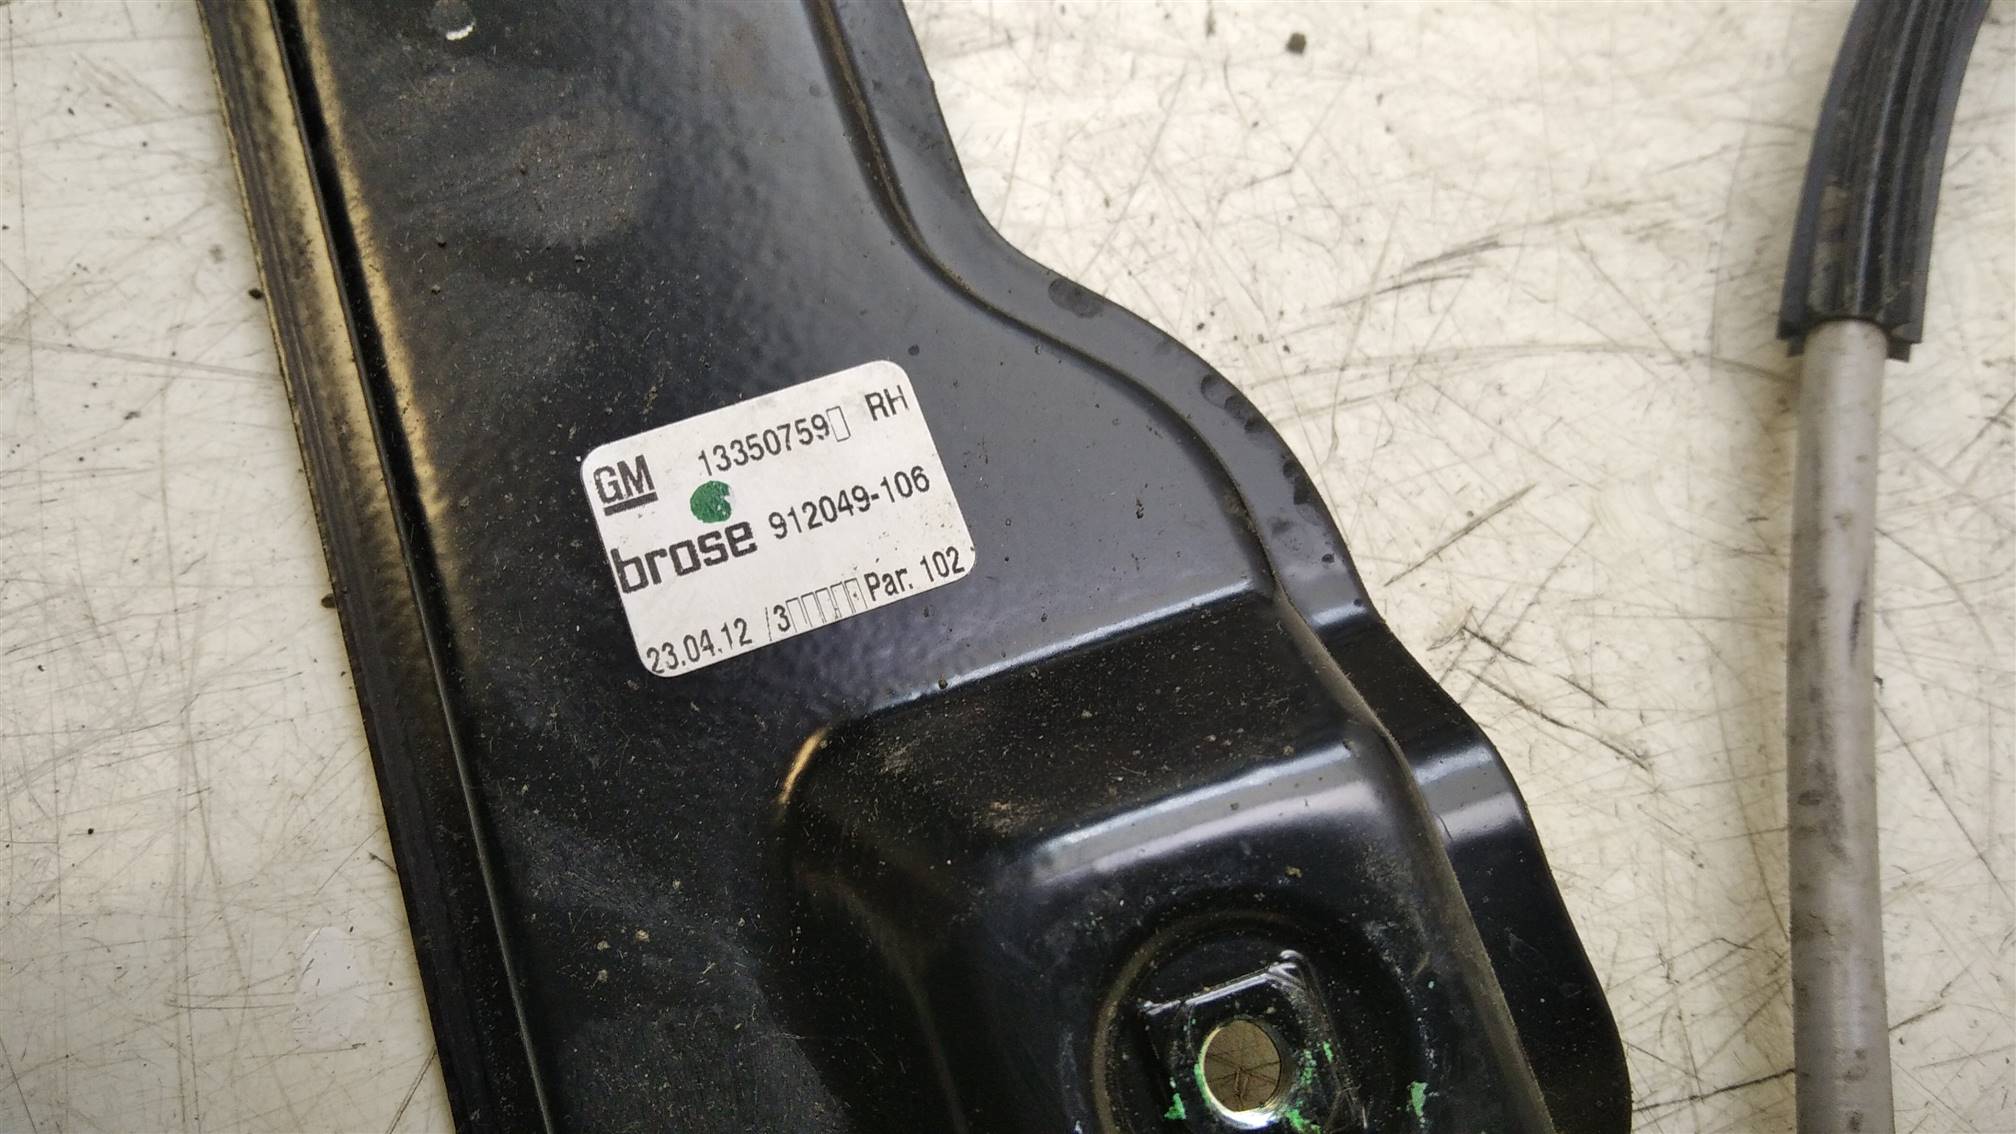 GM 13350759▯ RH
brose 912049-106
23.04.12 /3▯▯▯▯▯ Par. 102